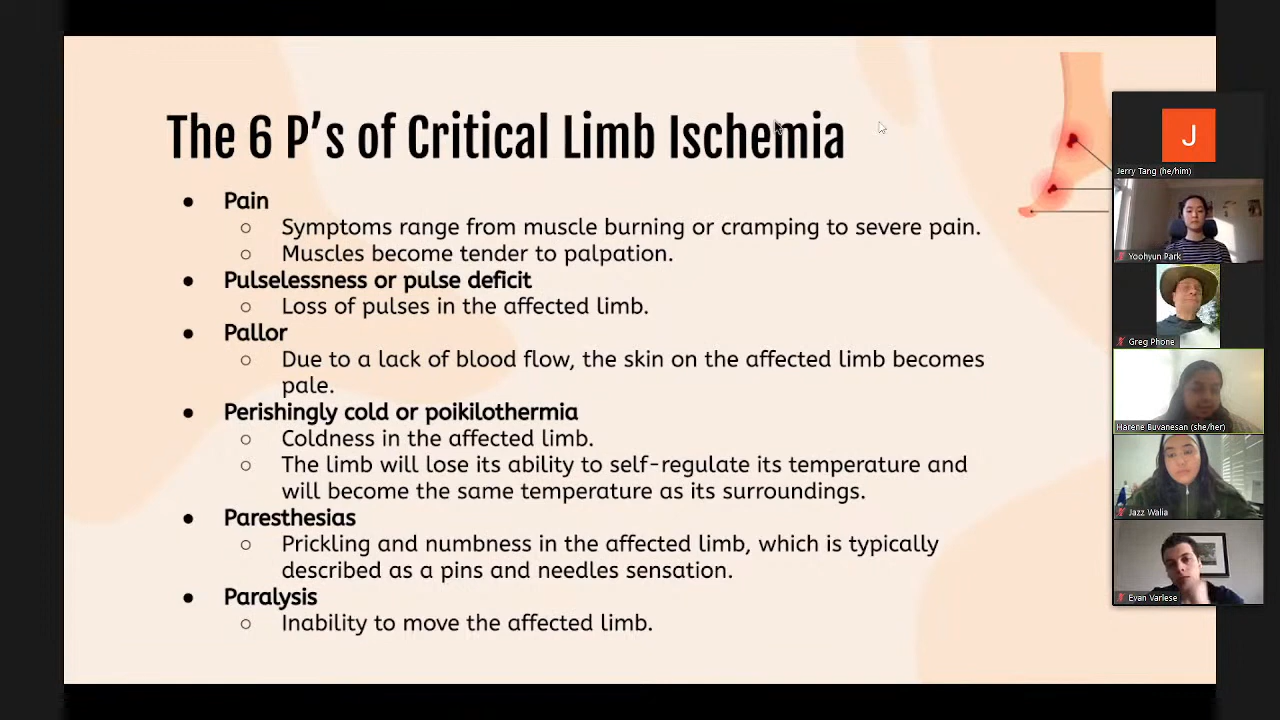 The 6 P's of Critical Limb Ischemia
● Pain
○ Symptoms range from muscle burning or cramping to severe pain.
○ Muscles become tender to palpation.
● Pulselessness or pulse deficit
○ Loss of pulses in the affected limb.
● Pallor
○ Due to a lack of blood flow, the skin on the affected limb becomes
pale.
● Perishingly cold or poikilothermia
○ Coldness in the affected limb.
○ The limb will lose its ability to self-regulate its temperature and
will become the same temperature as its surroundings.
● Paresthesias
○ Prickling and numbness in the affected limb, which is typically
described as a pins and needles sensation.
● Paralysis
○ Inability to move the affected limb.
J
Jerry Tang (he/him)
Yoohyun Park
Greg Phone
Harene Buvanesan (she/her)
Jazz Walia
Evan Varlese